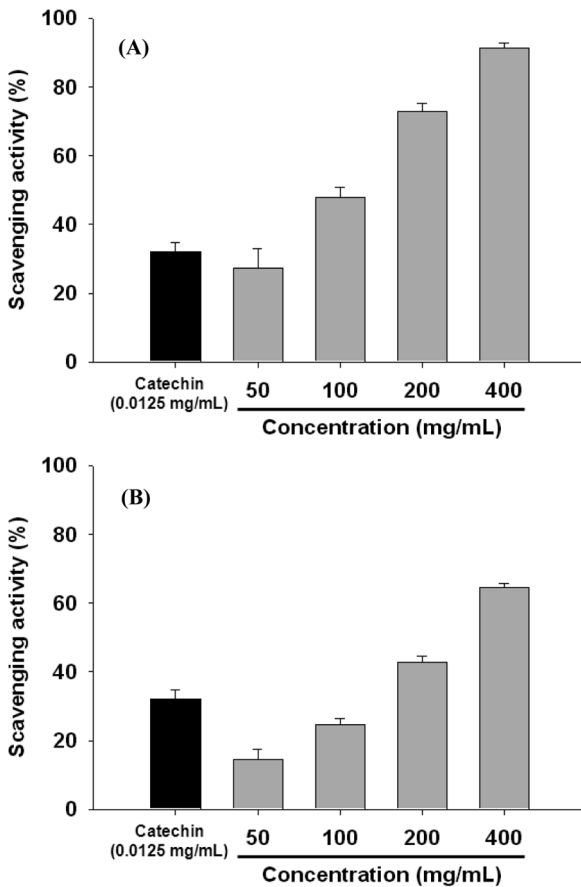 (A)
Scavenging activity (%)
100
80
60
40
20
0
Catechin
(0.0125 mg/mL)
50 100 200 400
Concentration (mg/mL)
(B)
Scavenging activity (%)
100
80
60
40
20
0
Catechin
(0.0125 mg/mL)
50 100 200 400
Concentration (mg/mL)